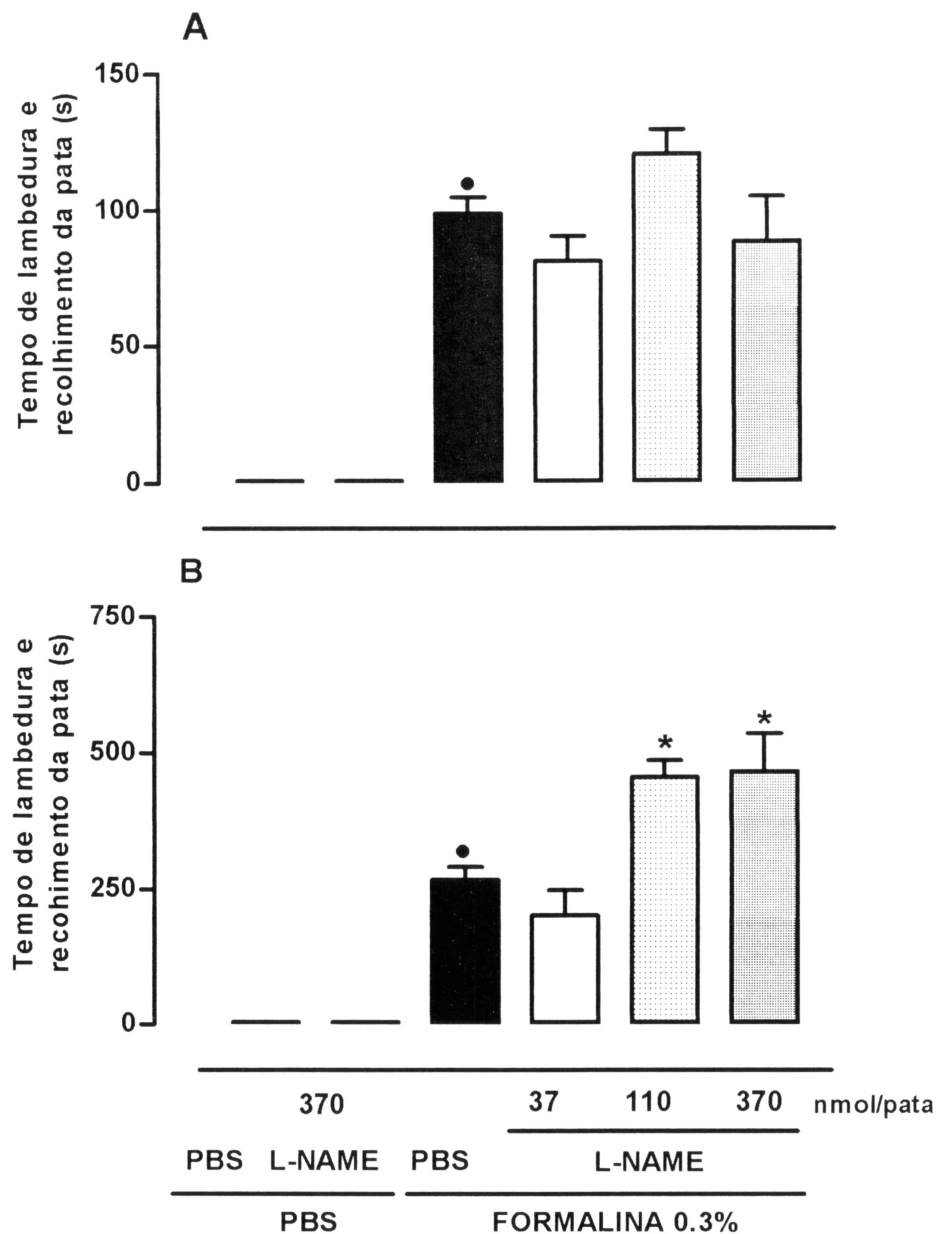 A
Tempo de lambedura e
recolhimento da pata (s)
150
100
50
0
B
Tempo de lambedura e
recohimento da pata (s)
750
500
250
0
*
*
370
37
110
370
nmol/pata
PBS
L-NAME
PBS
L-NAME
PBS
FORMALINA 0.3%